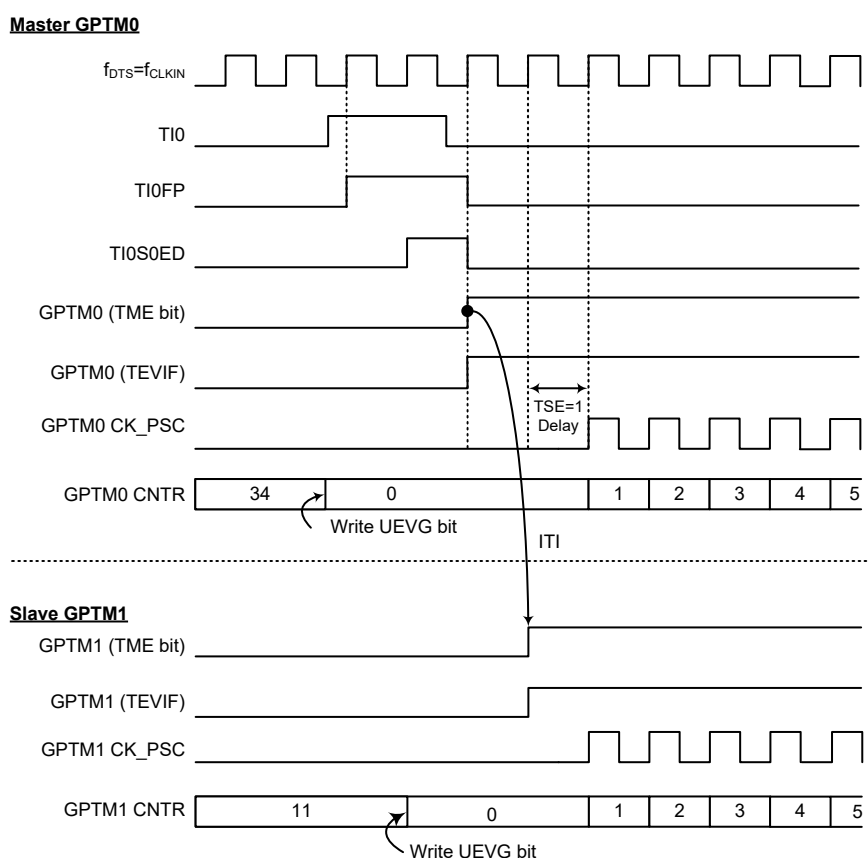 Master GPTM0
fDTS=fCLKIN
TI0
TI0FP
TI0S0ED
GPTM0 (TME bit)
GPTM0 (TEVIF)
TSE=1
Delay
GPTM0 CK_PSC
GPTM0 CNTR 34 0 1 2 3 4 5
Write UEVG bit
ITI
Slave GPTM1
GPTM1 (TME bit)
GPTM1 (TEVIF)
GPTM1 CK_PSC
GPTM1 CNTR 11 0 1 2 3 4 5
Write UEVG bit